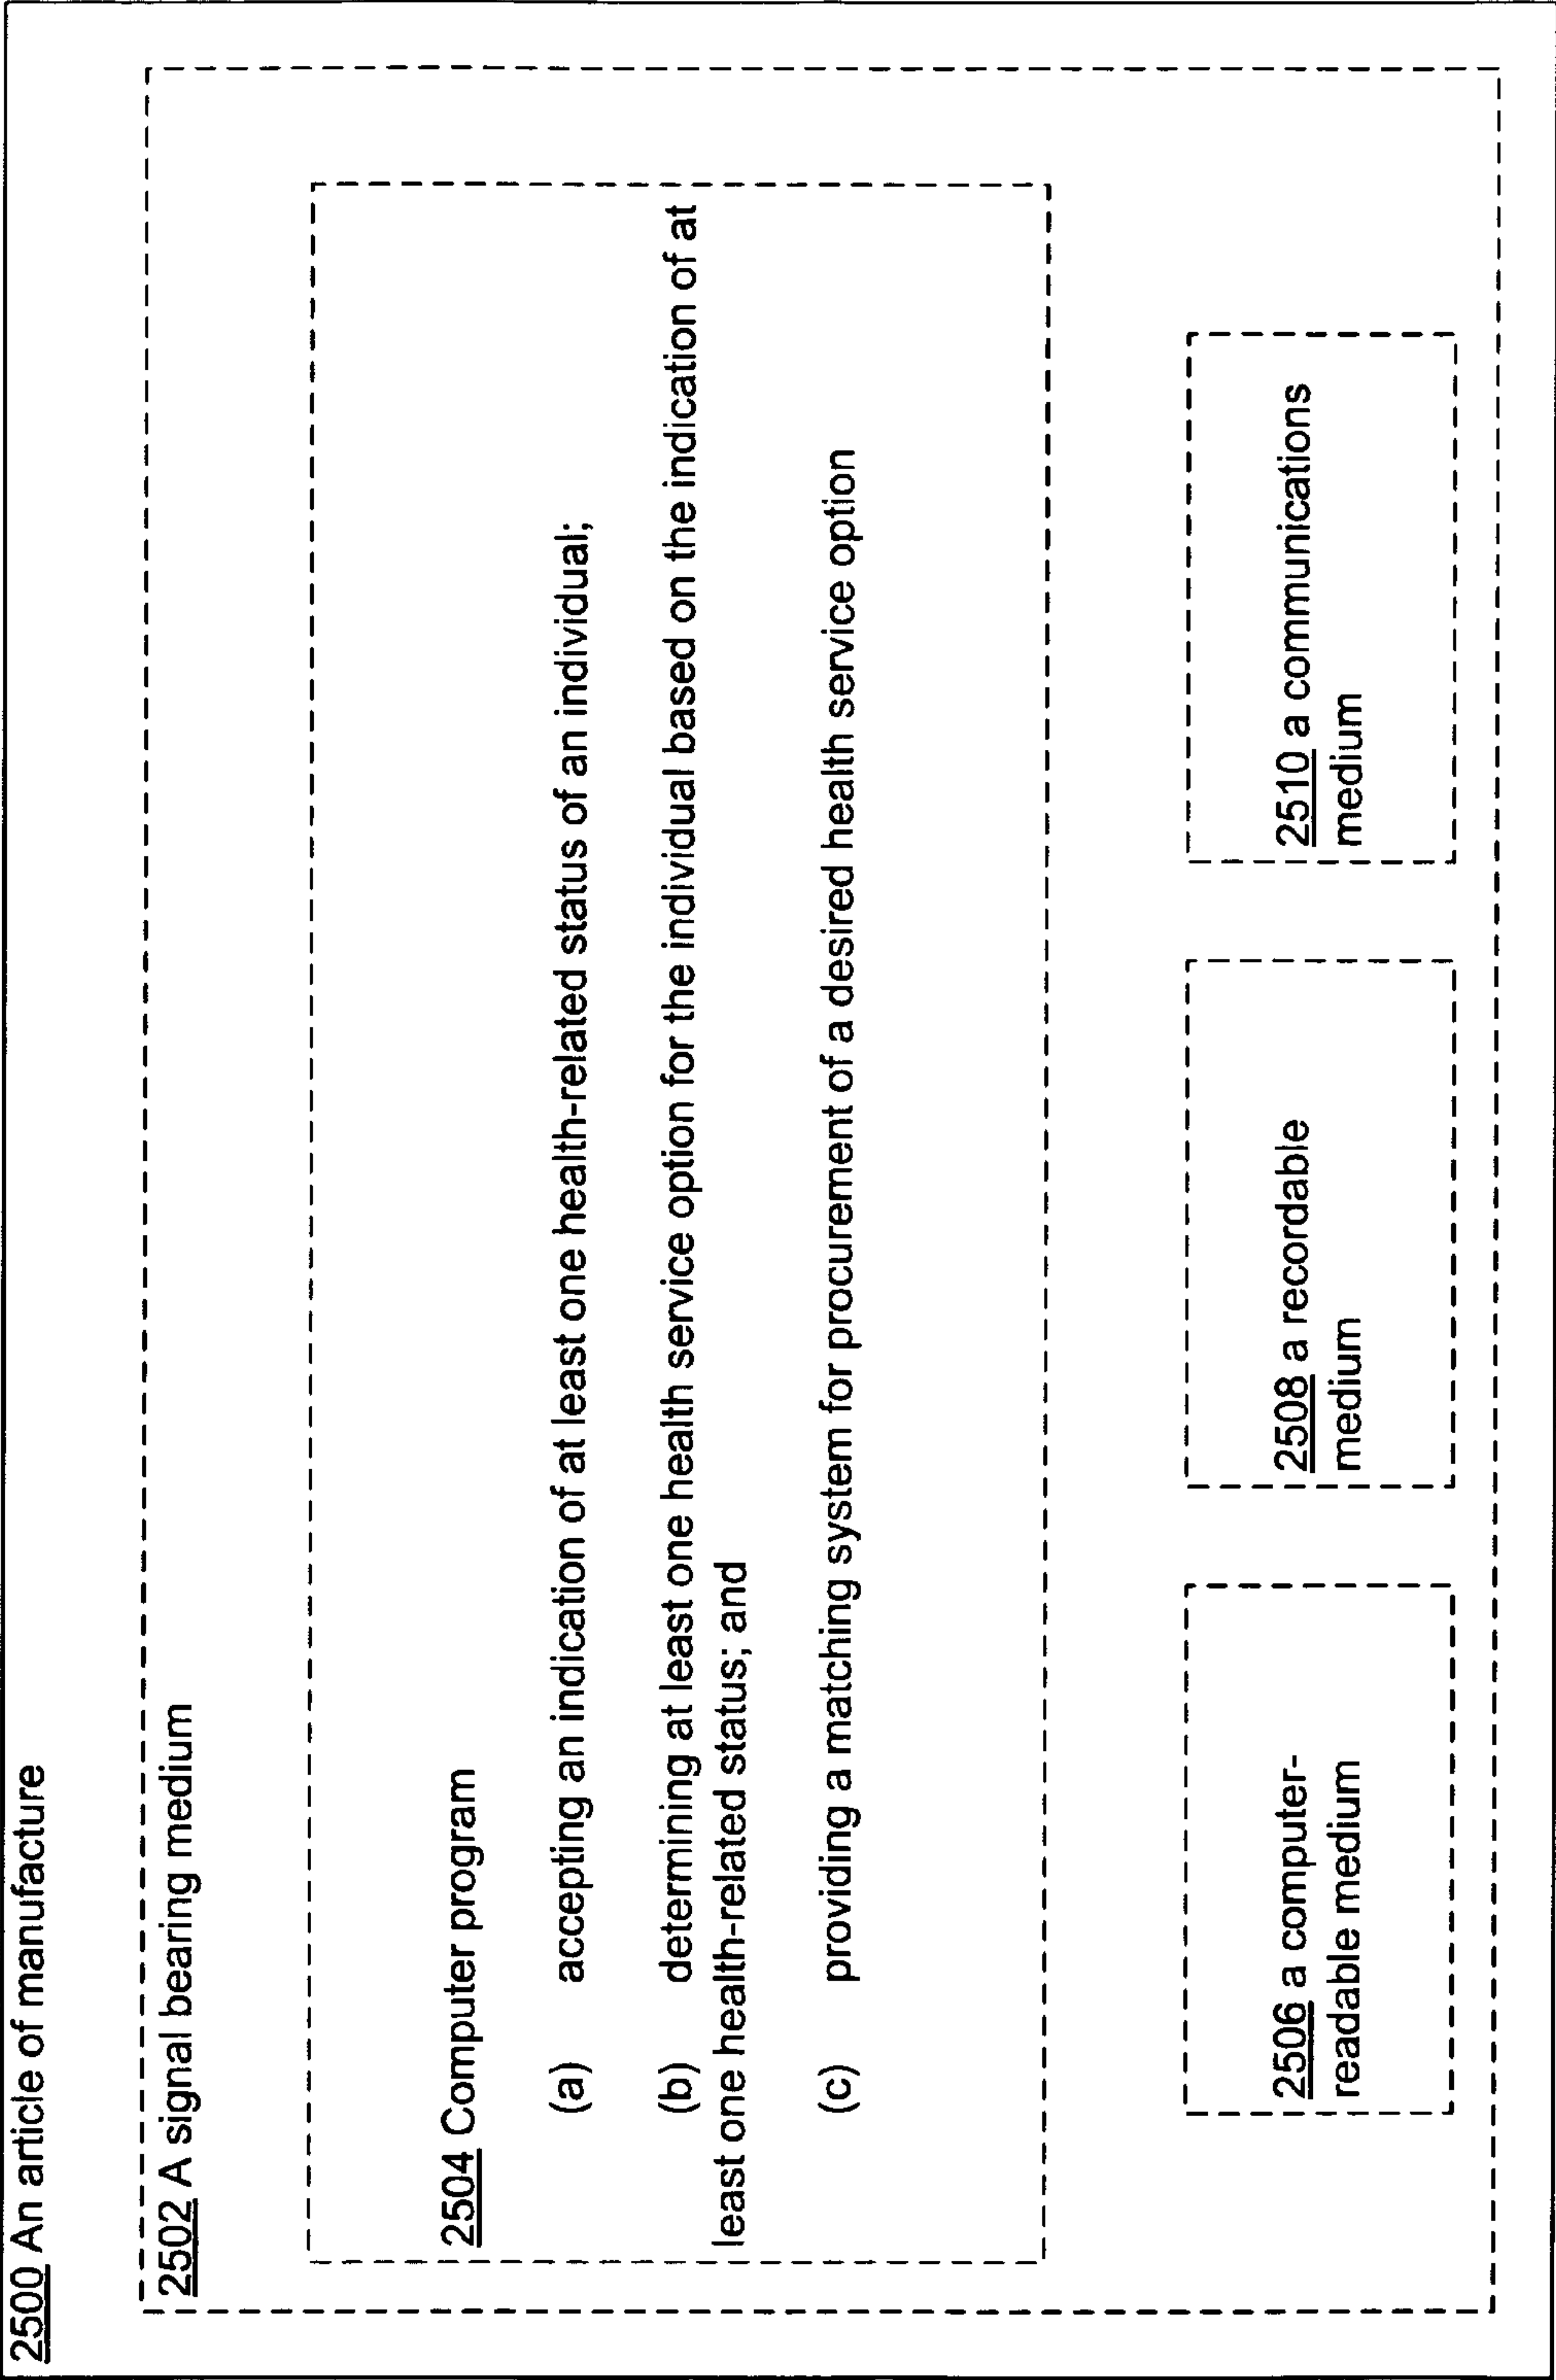 2500 An article of manufacture
2502 A signal bearing medium
2504 Computer program
(a) accepting an indication of at least one health-related status of an individual;
(b) determining at least one health service option for the individual based on the indication of at
least one health-related status; and
(c) providing a matching system for procurement of a desired health service option
2506 a computer-
readable medium
2508 a recordable
medium
2510 a communications
medium